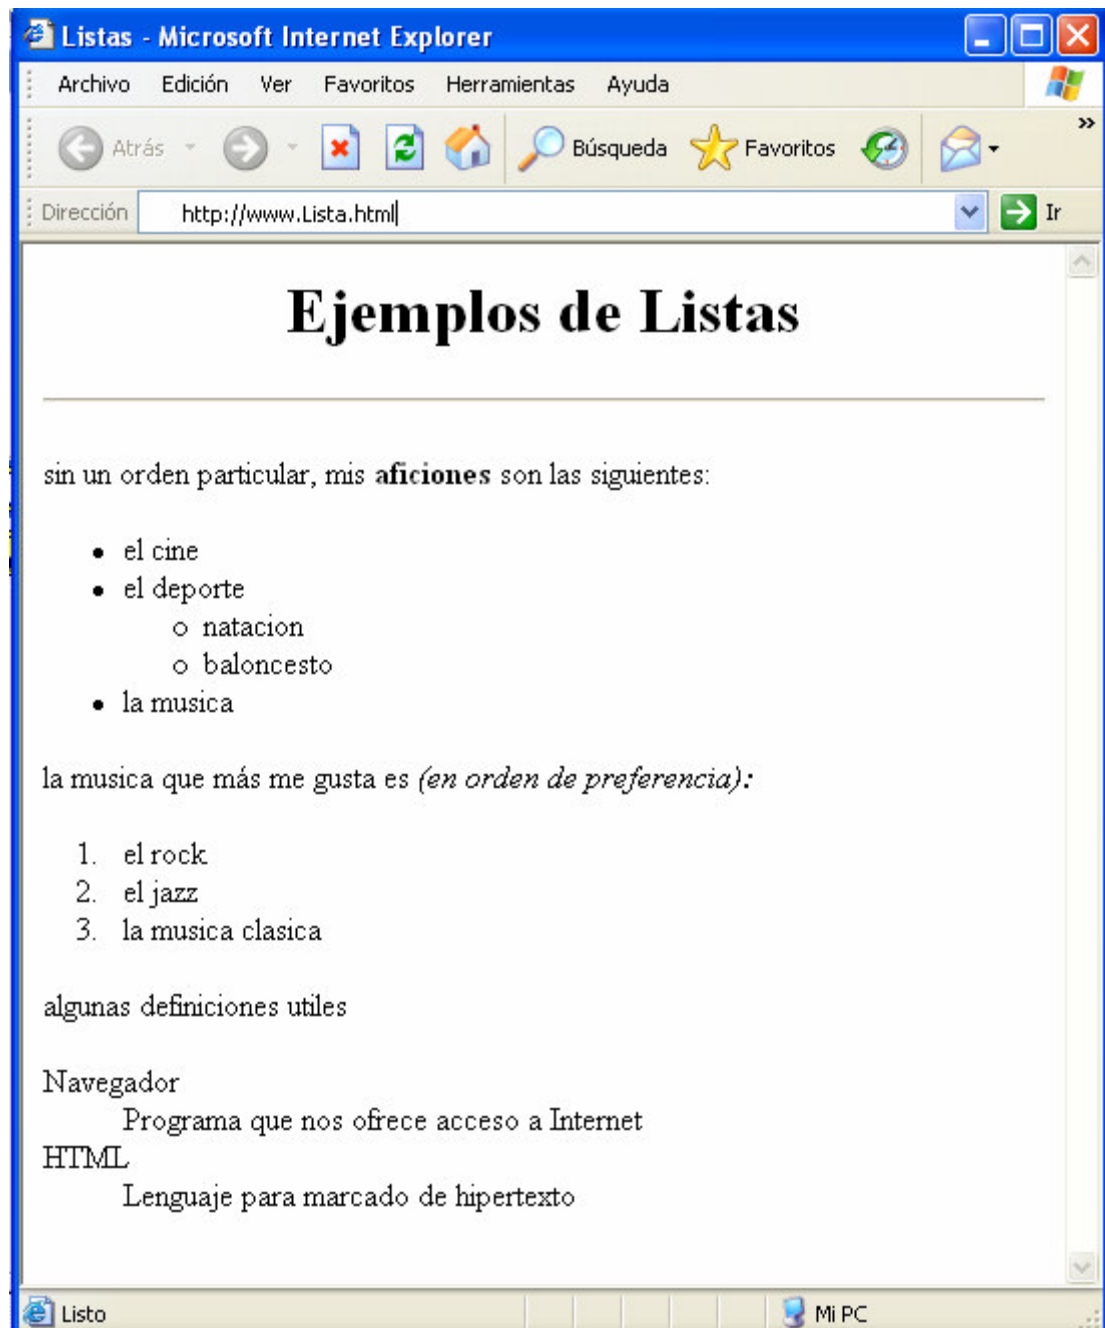 Listas - Microsoft Internet Explorer
Archivo Edición Ver Favoritos Herramientas Ayuda
Atrás Búsqueda Favoritos
Dirección http://www.Lista.html Ir
Ejemplos de Listas
sin un orden particular, mis aficiones son las siguientes:
el cine
el deporte
natacion
baloncesto
la musica
la musica que más me gusta es (en orden de preferencia):
1. el rock
2. el jazz
3. la musica clasica
algunas definiciones utiles
Navegador
Programa que nos ofrece acceso a Internet
HTML
Lenguaje para marcado de hipertexto
Listo Mi PC